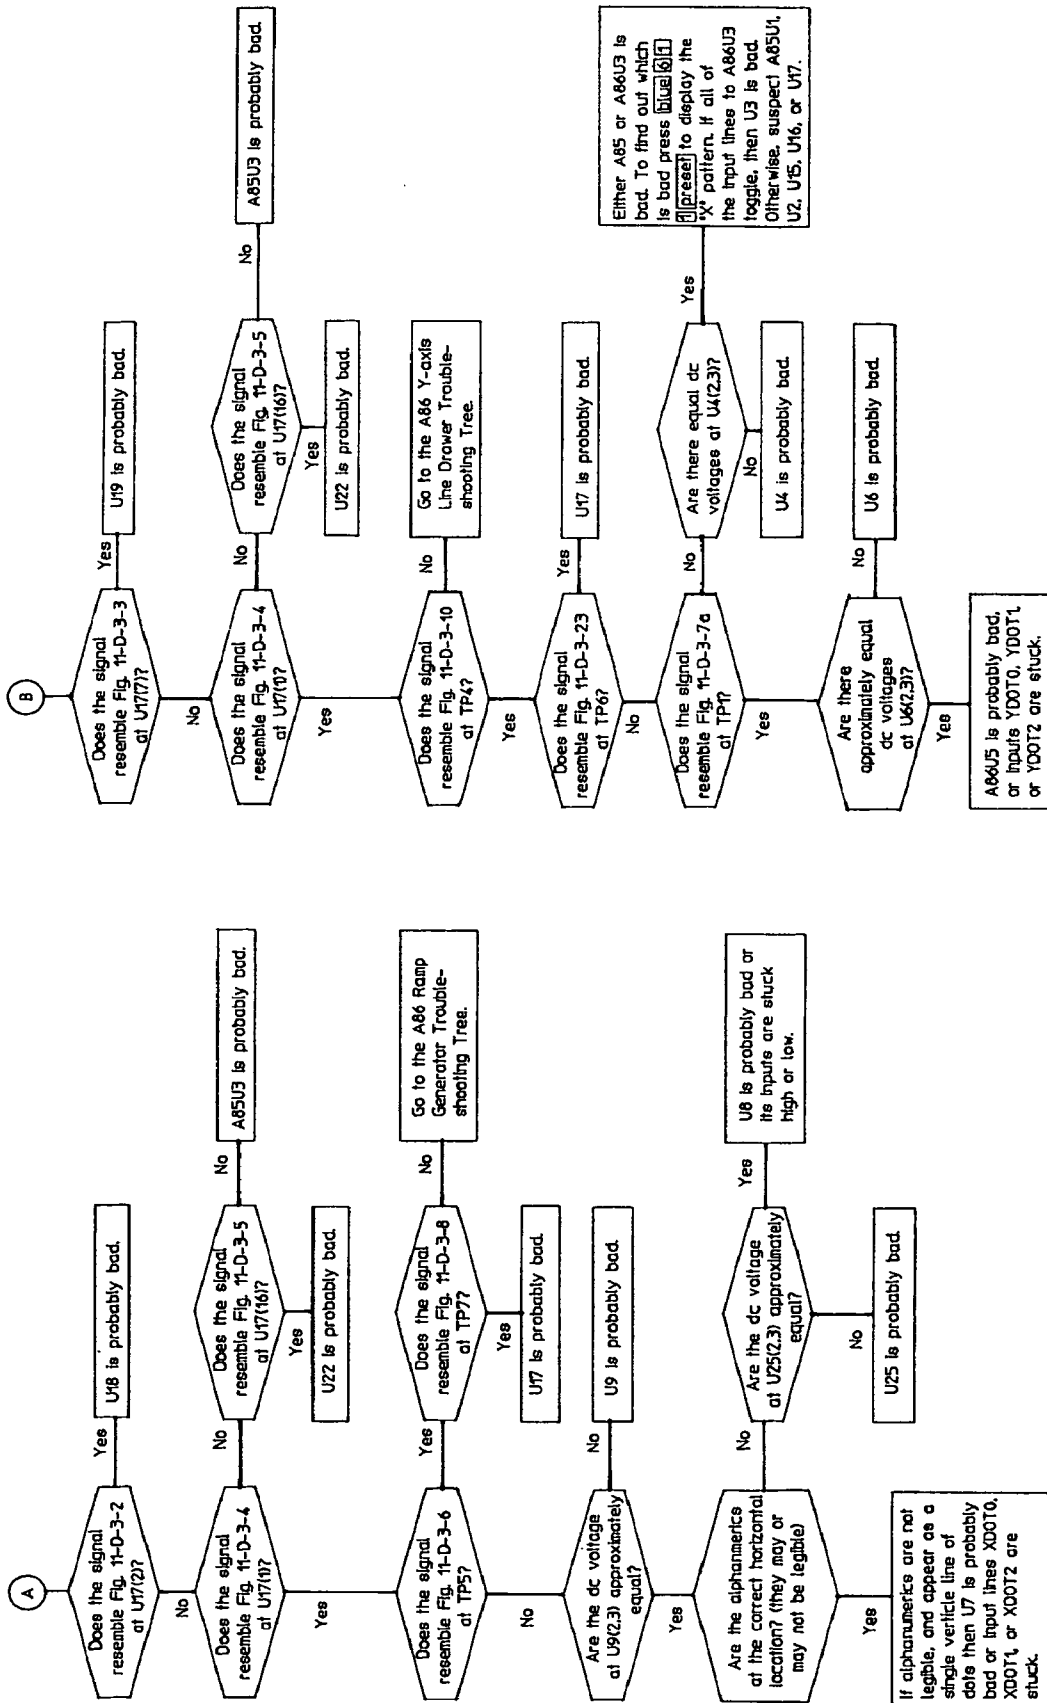 A
Does the signal
resemble Fig. 11-D-3-2
at U17(2)?
Yes
U18 is probably bad.
No
Does the signal
resemble Fig. 11-D-3-4
at U17(1)?
No
Does the signal
resemble Fig. 11-D-3-5
at U17(16)?
No
A85U3 is probably bad.
Yes
U22 is probably bad.
Yes
Does the signal
resemble Fig. 11-D-3-6
at TP5?
Yes
Does the signal
resemble Fig. 11-D-3-8
at TP7?
No
Go to the A86 Ramp
Generator Trouble-
shooting Tree.
Yes
U17 is probably bad.
No
Are the dc voltage
at U9(2,3) approximately
equal?
No
U9 is probably bad.
Yes
Are the alphanmerics
at the correct horizontal
location? (they may or
may not be legible)
No
Are the dc voltage
at U25(2,3) approximately
equal?
Yes
U8 is probably bad or
its inputs are stuck
high or low.
No
U25 is probably bad.
Yes
If alphanumerics are not
legible, and appear as a
single verticle line of
dots then U7 is probably
bad or input lines XDOT0,
XDOT1, or XDOT2 are
stuck.
B
Does the signal
resemble Fig. 11-D-3-3
at U17(7)?
Yes
U19 is probably bad.
No
Does the signal
resemble Fig. 11-D-3-4
at U17(1)?
No
Does the signal
resemble Fig. 11-D-3-5
at U17(16)?
No
A85U3 is probably bad.
Yes
U22 is probably bad.
Yes
Does the signal
resemble Fig. 11-D-3-10
at TP4?
No
Go to the A86 Y-axis
Line Drawer Trouble-
shooting Tree.
Yes
Does the signal
resemble Fig. 11-D-3-23
at TP6?
Yes
U17 is probably bad.
No
Does the signal
resemble Fig. 11-D-3-7a
at TP1?
No
Are there equal dc
voltages at U4(2,3)?
Yes
Either A85 or A86U3 is
bad. To find out which
is bad press blue 6 1
1 preset to display the
"X" pattern. If all of
the input lines to A86U3
toggle, then U3 is bad.
Otherwise, suspect A85U1,
U2, U15, U16, or U17.
No
U4 is probably bad.
Yes
Are there
approximately equal
dc voltages
at U6(2,3)?
No
U6 is probably bad.
Yes
A86U5 is probably bad,
or inputs YDOT0, YDOT1,
or YDOT2 are stuck.